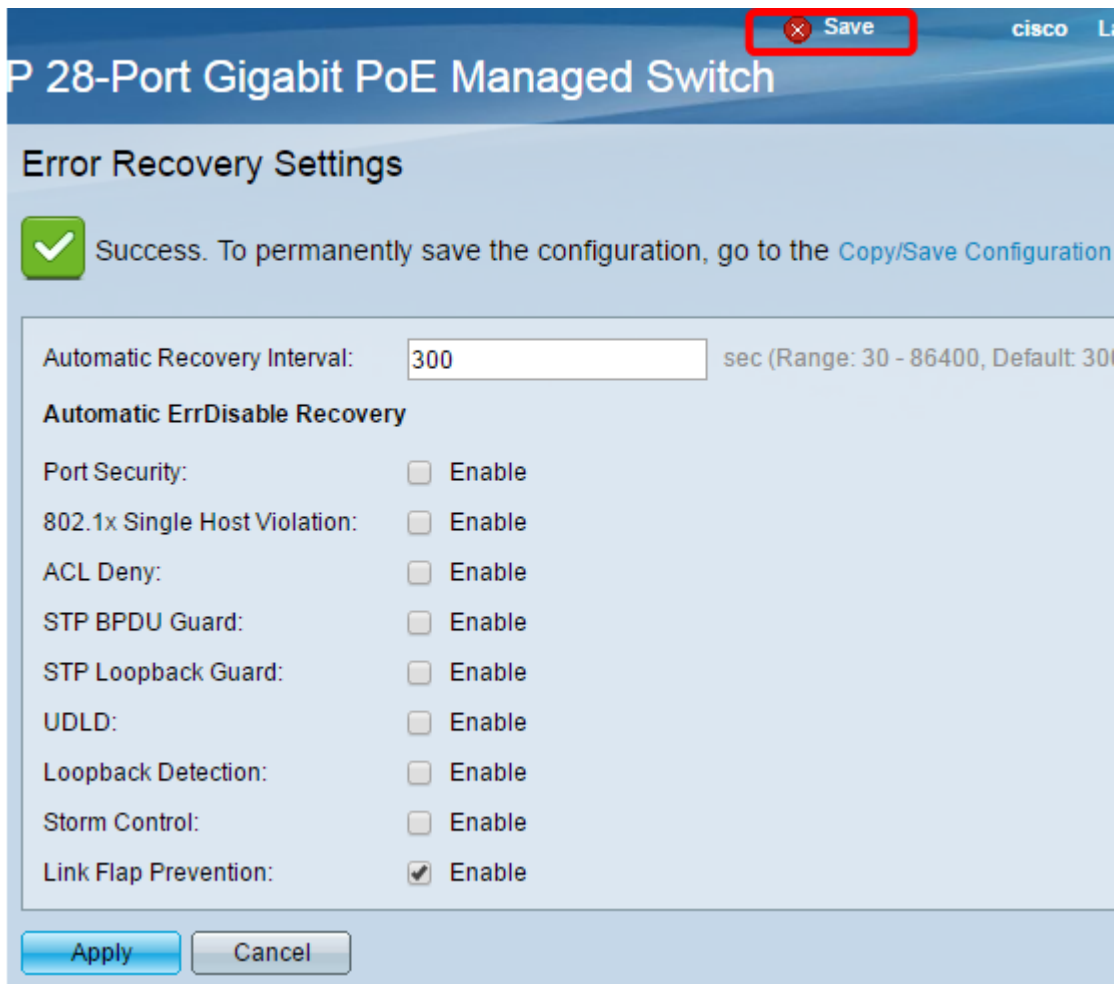 Save cisco
P 28-Port Gigabit PoE Managed Switch
Error Recovery Settings
Success. To permanently save the configuration, go to the Copy/Save Configuration
Automatic Recovery Interval: 300 sec (Range: 30 - 86400, Default: 300
Automatic ErrDisable Recovery
Port Security: Enable
802.1x Single Host Violation: Enable
ACL Deny: Enable
STP BPDU Guard: Enable
STP Loopback Guard: Enable
UDLD: Enable
Loopback Detection: Enable
Storm Control: Enable
Link Flap Prevention: Enable
Apply Cancel